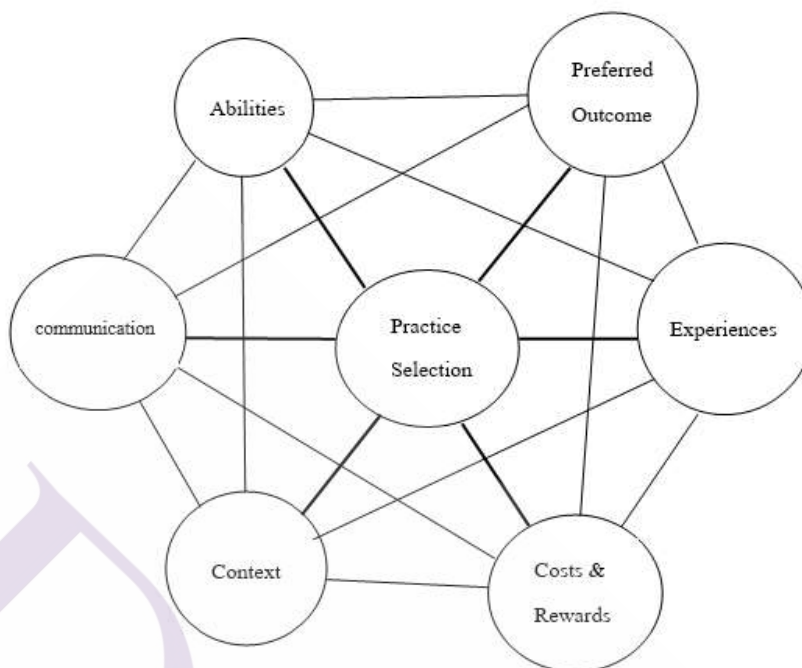 Preferred
Outcome
Abilities
communication
Practice
Selection
Experiences
Context
Costs &
Rewards